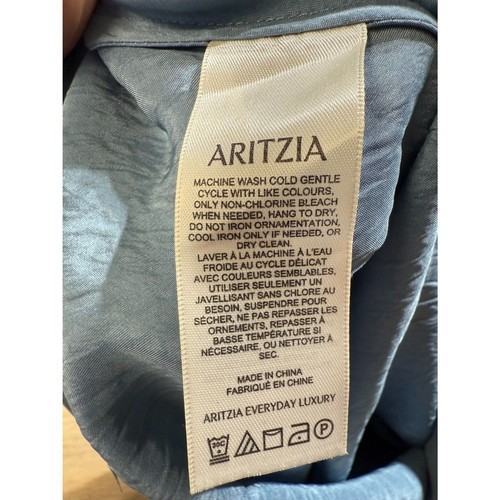 ARITZIA
MACHINE WASH COLD GENTLE
CYCLE WITH LIKE COLOURS,
ONLY NON-CHLORINE BLEACH
WHEN NEEDED, HANG TO DRY,
DO NOT IRON ORNAMENTATION,
COOL IRON ONLY IF NEEDED, OR
DRY CLEAN.
LAVER À LA MACHINE À L'EAU
FROIDE AU CYCLE DÉLICAT
AVEC COULEURS SEMBLABLES,
UTILISER SEULEMENT UN
JAVELLISANT SANS CHLORE AU
BESOIN, SUSPENDRE POUR
SÉCHER, NE PAS REPASSER LES
ORNEMENTS, REPASSER À
BASSE TEMPÉRATURE SI
NÉCESSAIRE, OU NETTOYER À
SEC.
MADE IN CHINA
FABRIQUÉ EN CHINE
ARITZIA EVERYDAY LUXURY
30C P